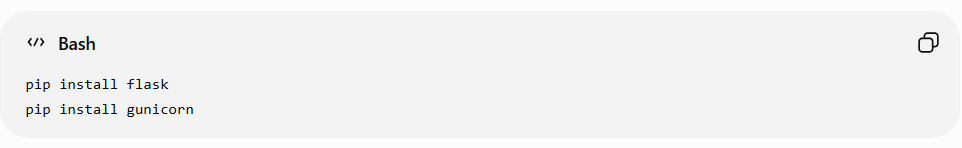 </> Bash
pip install flask
pip install gunicorn